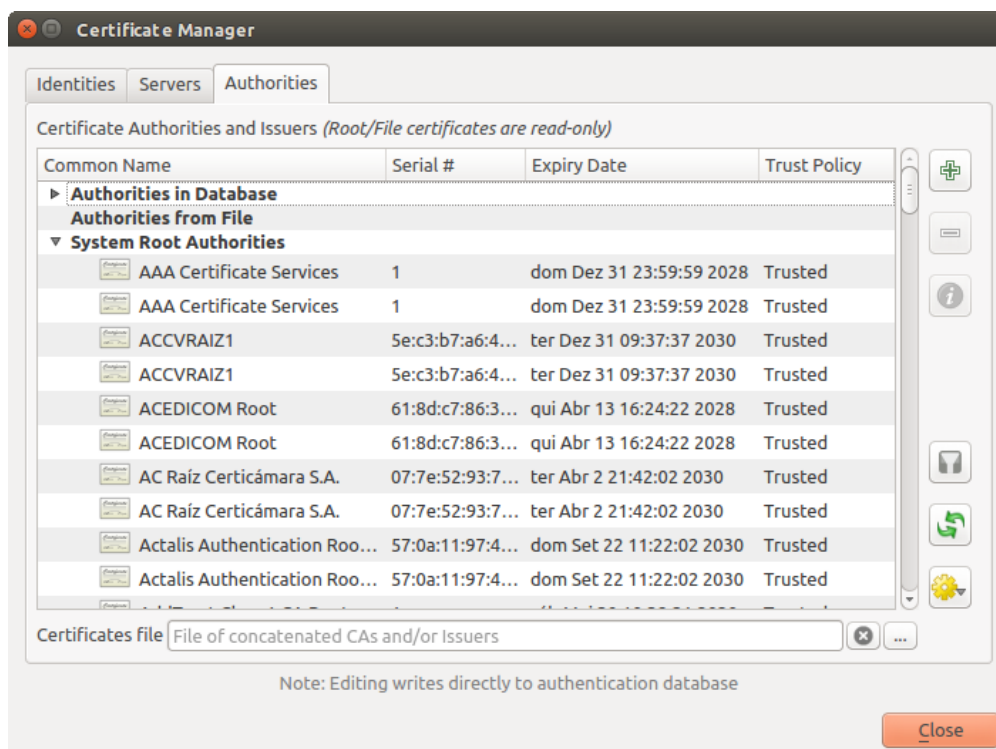 Certificate Manager
Identities Servers Authorities
Certificate Authorities and Issuers (Root/File certificates are read-only)
Common Name Serial # Expiry Date Trust Policy
Authorities in Database
Authorities from File
System Root Authorities
AAA Certificate Services 1 dom Dez 31 23:59:59 2028 Trusted
AAA Certificate Services 1 dom Dez 31 23:59:59 2028 Trusted
ACCVRAIZ1 5e:c3:b7:a6:4... ter Dez 31 09:37:37 2030 Trusted
ACCVRAIZ1 5e:c3:b7:a6:4... ter Dez 31 09:37:37 2030 Trusted
ACEDICOM Root 61:8d:c7:86:3... qui Abr 13 16:24:22 2028 Trusted
ACEDICOM Root 61:8d:c7:86:3... qui Abr 13 16:24:22 2028 Trusted
AC Raíz Certicámara S.A. 07:7e:52:93:7... ter Abr 2 21:42:02 2030 Trusted
AC Raíz Certicámara S.A. 07:7e:52:93:7... ter Abr 2 21:42:02 2030 Trusted
Actalis Authentication Roo... 57:0a:11:97:4... dom Set 22 11:22:02 2030 Trusted
Actalis Authentication Roo... 57:0a:11:97:4... dom Set 22 11:22:02 2030 Trusted
Certificates file File of concatenated CAs and/or Issuers ...
Note: Editing writes directly to authentication database
Close